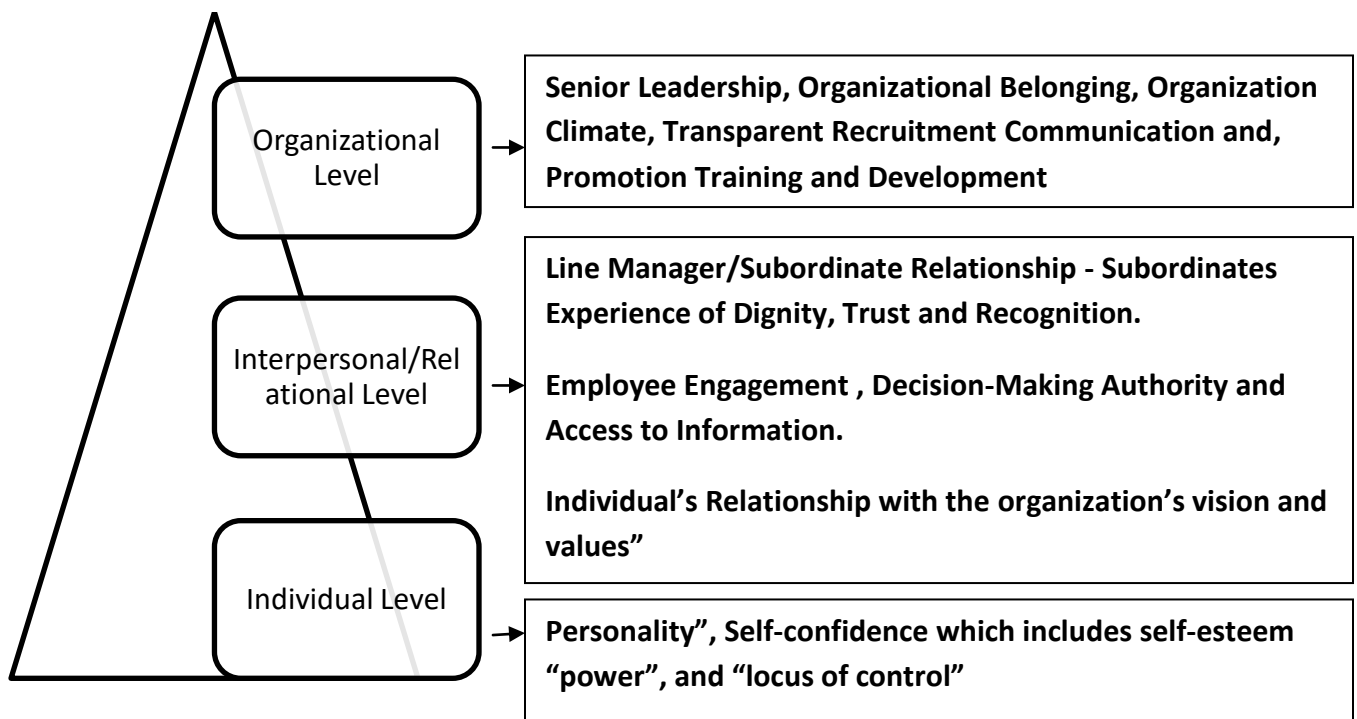 Organizational
Level
Senior Leadership, Organizational Belonging, Organization
Climate, Transparent Recruitment Communication and,
Promotion Training and Development
Interpersonal/Rel
ational Level
Line Manager/Subordinate Relationship - Subordinates
Experience of Dignity, Trust and Recognition.
Employee Engagement , Decision-Making Authority and
Access to Information.
Individual’s Relationship with the organization’s vision and
values”
Individual Level
Personality”, Self-confidence which includes self-esteem
“power”, and “locus of control”